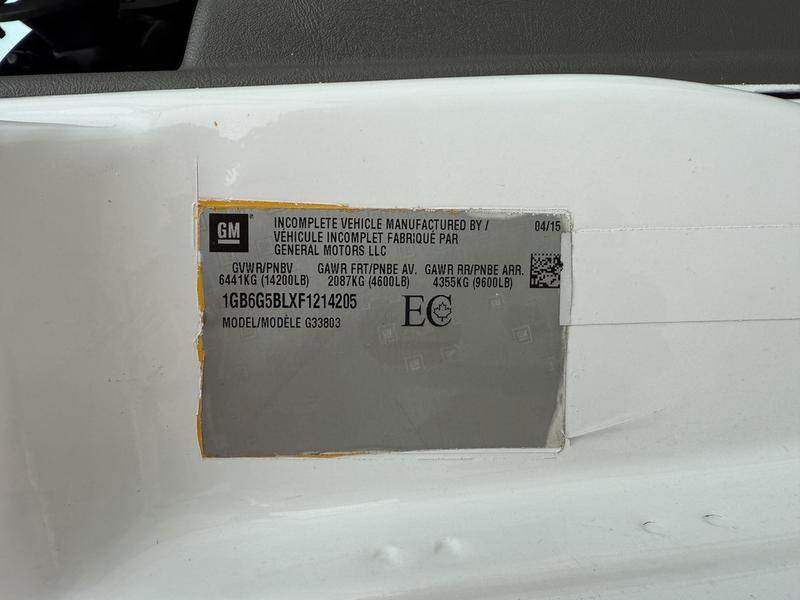 GM
INCOMPLETE VEHICLE MANUFACTURED BY / 04/15
VÉHICULE INCOMPLET FABRIQUÉ PAR
GENERAL MOTORS LLC
GVWR/PNBV GAWR FRT/PNBE AV. GAWR RR/PNBE ARR.
6441KG (14200LB) 2087KG (4600LB) 4355KG (9600LB)
1GB6G5BLXF1214205 EC
MODEL/MODÈLE G33803